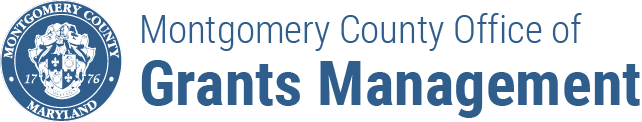 MONTGOMERY COUNTY
17 76
MARYLAND
Montgomery County Office of
Grants Management